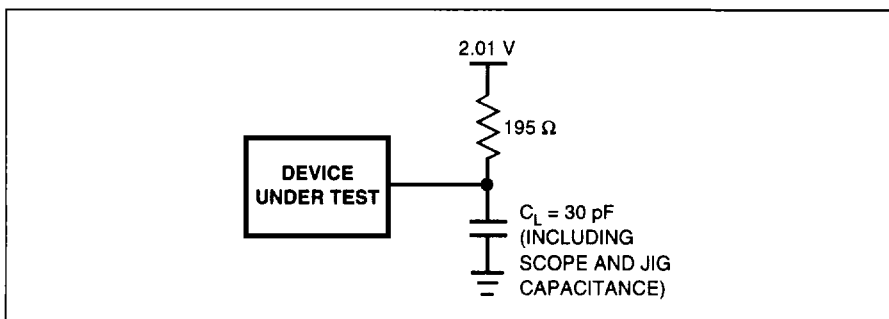 2.01 V
195 Ω
DEVICE
UNDER TEST
C_L = 30 pF
(INCLUDING
SCOPE AND JIG
CAPACITANCE)